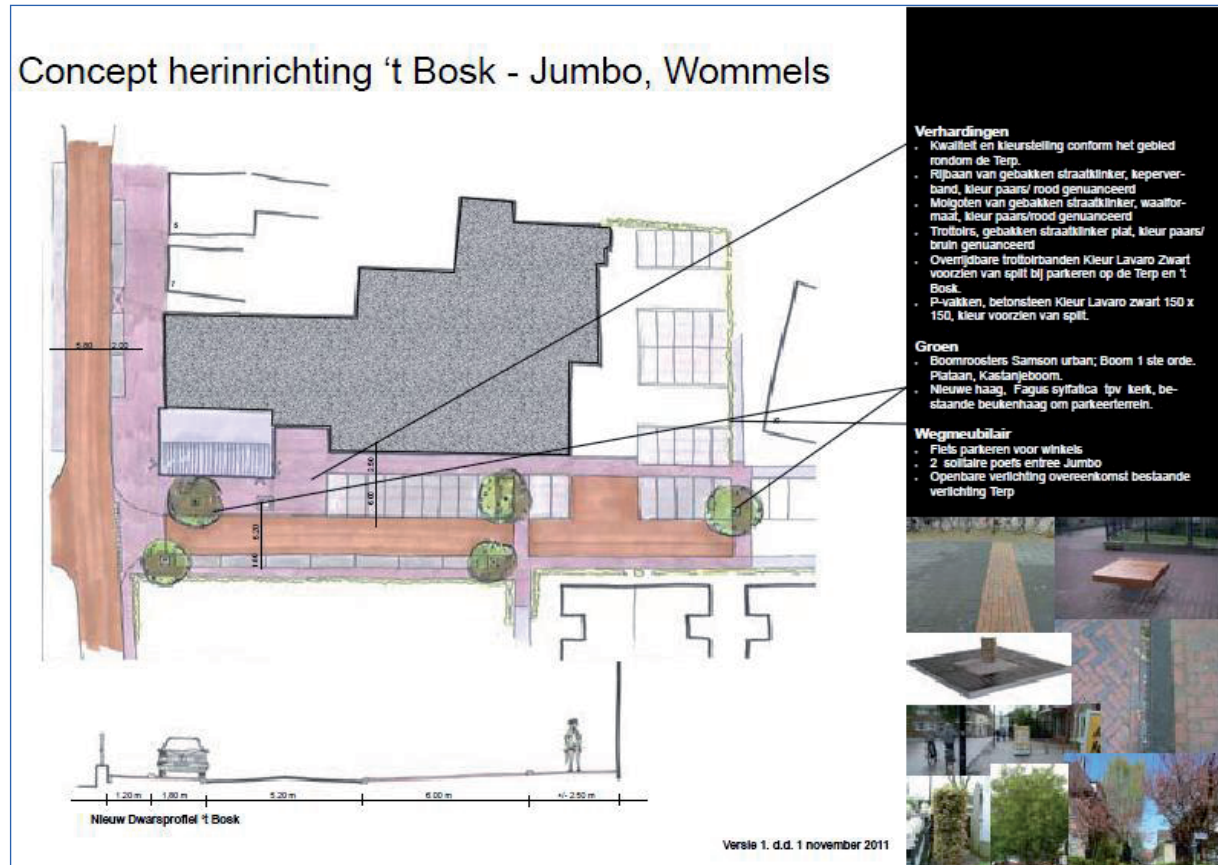 Concept herinrichting ‘t Bosk - Jumbo, Wommels
5
7
5.80
2.00
2.50
6.00
5.20
1.80
1.20 m
1,80 m
5.20 m
6.00 m
+/- 2.50 m
Nieuw Dwarsprofiel ‘t Bosk
Versie 1. d.d. 1 november 2011
Verhardingen
. Kwaliteit en kleurstelling conform het gebied
rondom de Terp.
. Rijbaan van gebakken straatklinker, keperver-
band, kleur paars/ rood genuanceerd
. Molgoten van gebakken straatklinker, waalfor-
maat, kleur paars/rood genuanceerd
. Trottoirs, gebakken straatklinker plat, kleur paars/
bruin genuanceerd
. Overrijdbare trottoirbanden Kleur Lavaro Zwart
voorzien van split bij parkeren op de Terp en ‘t
Bosk.
. P-vakken, betonsteen Kleur Lavaro zwart 150 x
150, kleur voorzien van split.
Groen
. Boomroosters Samson urban; Boom 1 ste orde.
Plataan, Kastanjeboom.
. Nieuwe haag, Fagus sylfatica tpv kerk, be-
staande beukenhaag om parkeerterrein.
Wegmeubilair
. Fiets parkeren voor winkels
. 2 solitaire poefs entree Jumbo
. Openbare verlichting overeenkomst bestaande
verlichting Terp